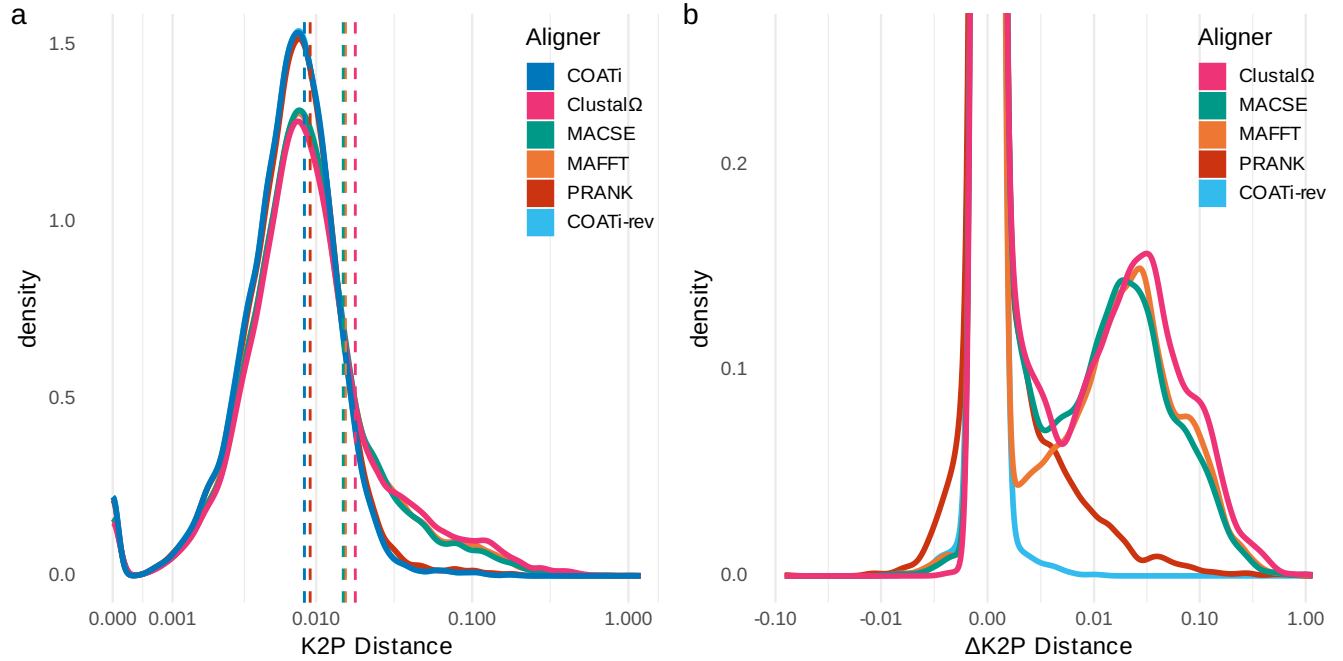 a
Aligner
COATi
ClustalΩ
MACSE
MAFFT
PRANK
COATi-rev
density
1.5
1.0
0.5
0.0
0.000
0.001
0.010
0.100
1.000
K2P Distance
b
Aligner
ClustalΩ
MACSE
MAFFT
PRANK
COATi-rev
density
0.2
0.1
0.0
-0.10
-0.01
0.00
0.01
0.10
1.00
ΔK2P Distance